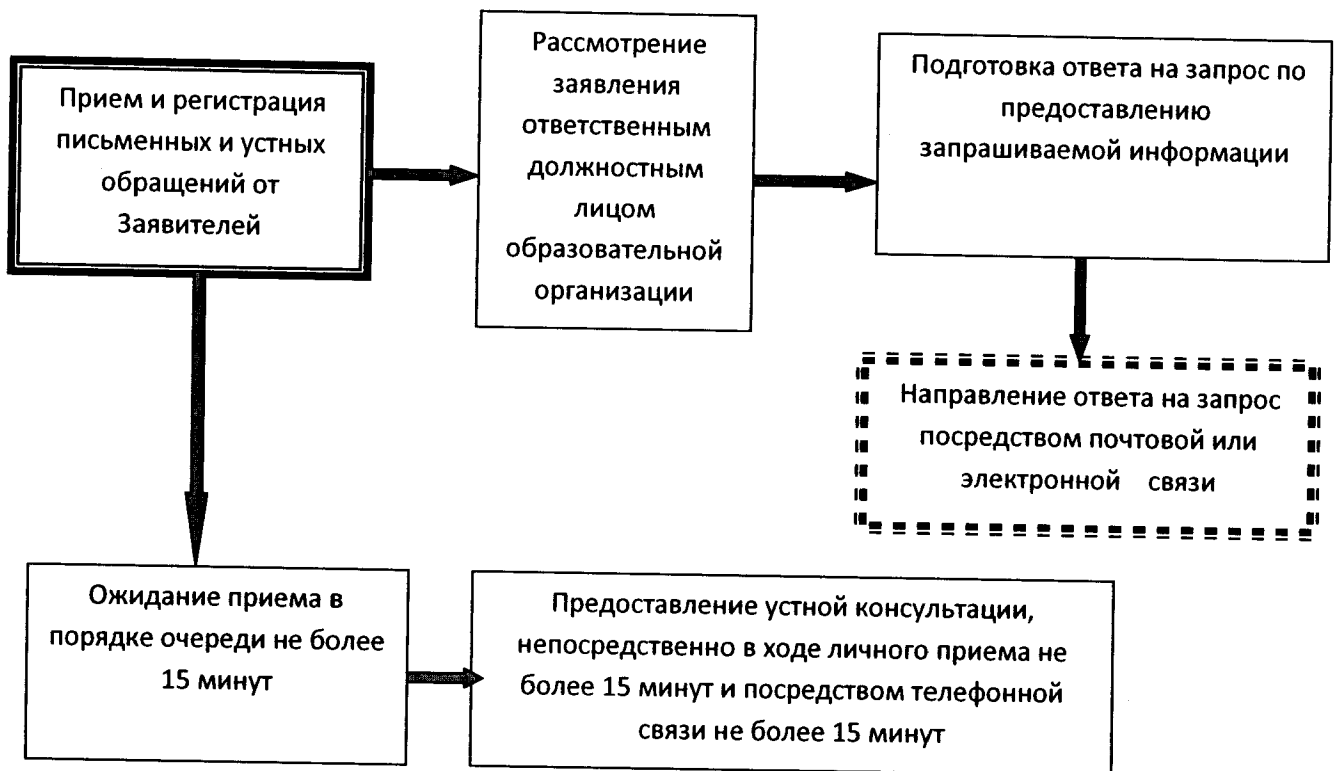 Прием и регистрация
письменных и устных
обращений от
Заявителей
Рассмотрение
заявления
ответственным
должностным
лицом
образовательной
организации
Подготовка ответа на запрос по
предоставлению
запрашиваемой информации
Направление ответа на запрос
посредством почтовой или
электронной связи
Ожидание приема в
порядке очереди не более
15 минут
Предоставление устной консультации,
непосредственно в ходе личного приема не
более 15 минут и посредством телефонной
связи не более 15 минут